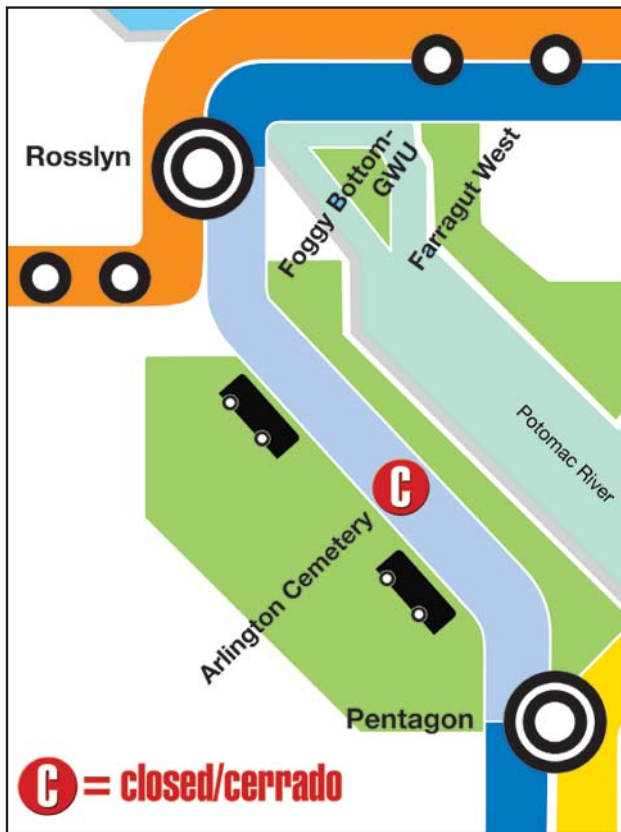 Rosslyn
Foggy Bottom-
GWU
Farragut West
Potomac River
C
Arlington Cemetery
Pentagon
C = closed/cerrado